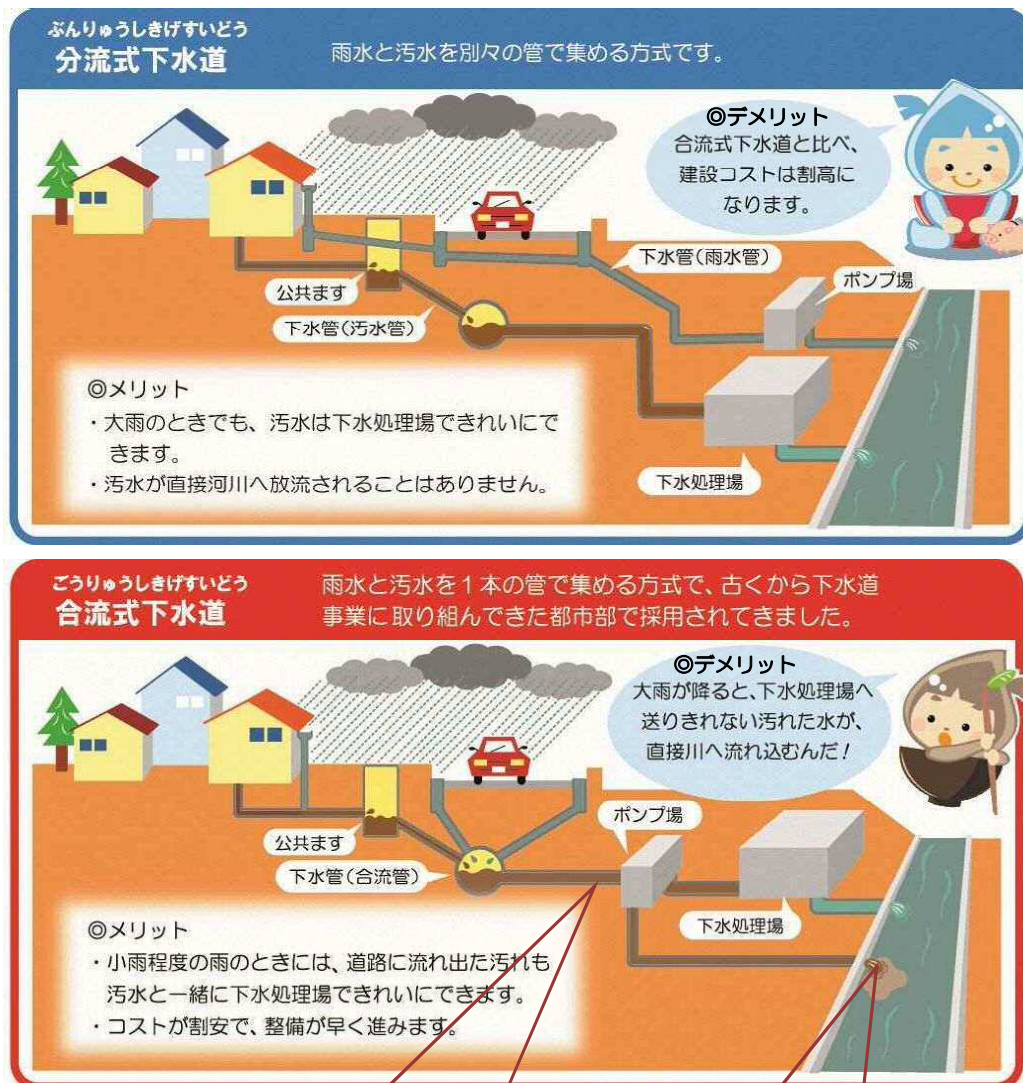 ぶんりゅうしきげすいどう
分流式下水道
雨水と汚水を別々の管で集める方式です。
◎デメリット
合流式下水道と比べ、
建設コストは割高に
なります。
下水管(雨水管)
ポンプ場
公共ます
下水管(汚水管)
◎メリット
・大雨のときでも、汚水は下水処理場できれいにで
きます。
・汚水が直接河川へ放流されることはありません。
下水処理場
ごうりゅうしきげすいどう
合流式下水道
雨水と汚水を1本の管で集める方式で、古くから下水道
事業に取り組んできた都市部で採用されてきました。
◎デメリット
大雨が降ると、下水処理場へ
送りきれない汚れた水が、
直接川へ流れ込むんだ!
ポンプ場
公共ます
下水管(合流管)
下水処理場
◎メリット
・小雨程度の雨のときには、道路に流れ出た汚れも
汚水と一緒に下水処理場できれいにできます。
・コストが割安で、整備が早く進みます。